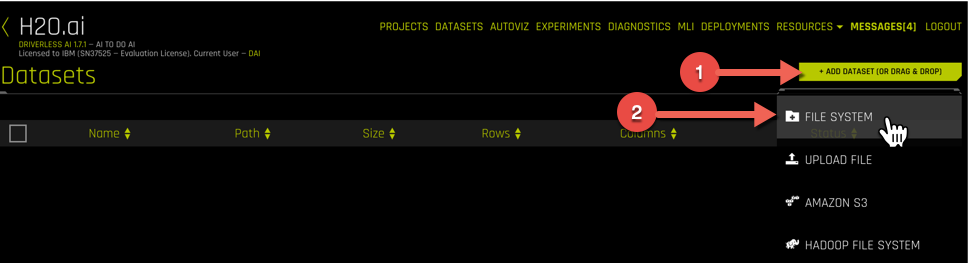 H2O.ai
PROJECTS DATASETS AUTOVIZ EXPERIMENTS DIAGNOSTICS MLI DEPLOYMENTS RESOURCES MESSAGES[4] LOGOUT
DRIVERLESS AI 1.7.1 – AI TO DO AI
Licensed to IBM (SN37525 – Evaluation License). Current User – DAI
Datasets
1
+ ADD DATASET (OR DRAG & DROP)
2
FILE SYSTEM
Name Path Size Rows Columns Status
UPLOAD FILE
AMAZON S3
HADOOP FILE SYSTEM